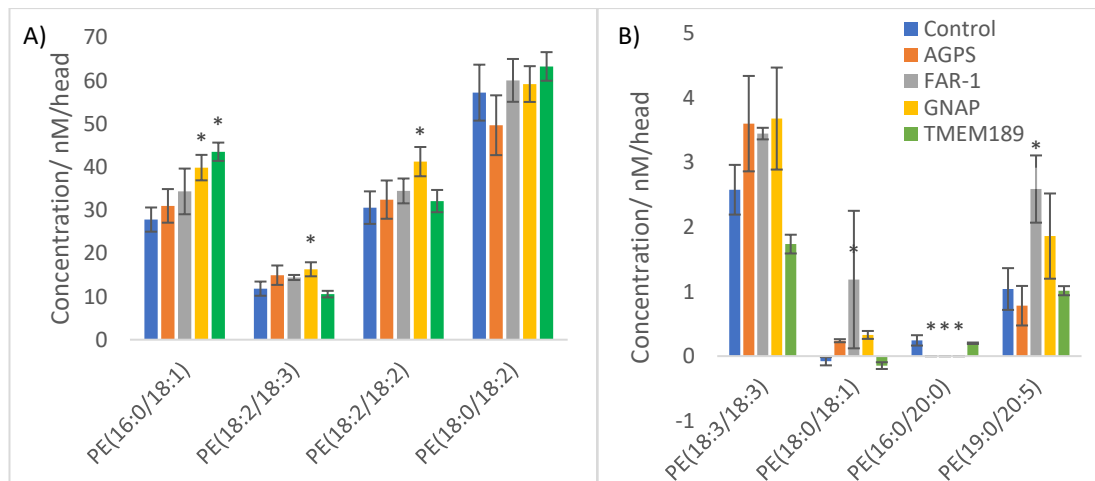 A)
Concentration/ nM/head
70
60
50
40
30
20
10
0
* *
*
*
PE(16:0/18:1)
PE(18:2/18:3)
PE(18:2/18:2)
PE(18:0/18:2)
B)
Concentration/ nM/head
5
4
3
2
1
0
-1
Control
AGPS
FAR-1
GNAP
TMEM189
*
***
*
PE(18:3/18:3)
PE(18:0/18:1)
PE(16:0/20:0)
PE(19:0/20:5)